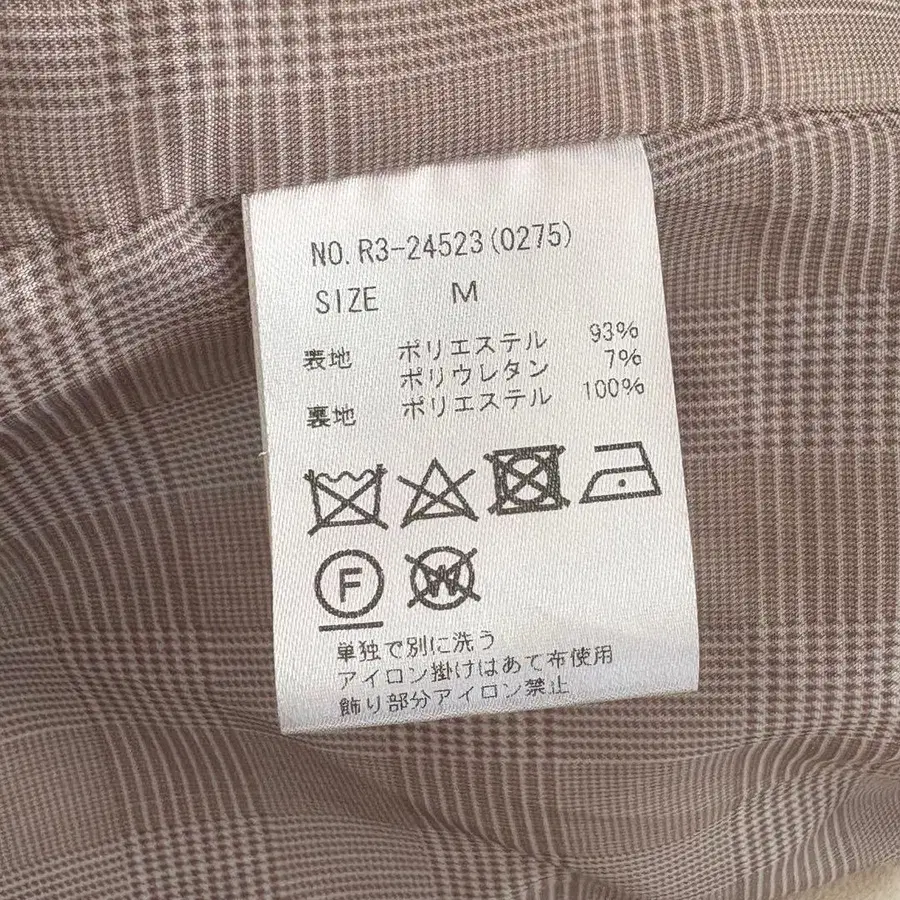 NO. R3-24523(0275)
SIZE M
表地 ポリエステル 93%
ポリウレタン 7%
裏地 ポリエステル 100%
F W
単独で別に洗う
アイロン掛けはあて布使用
飾り部分アイロン禁止